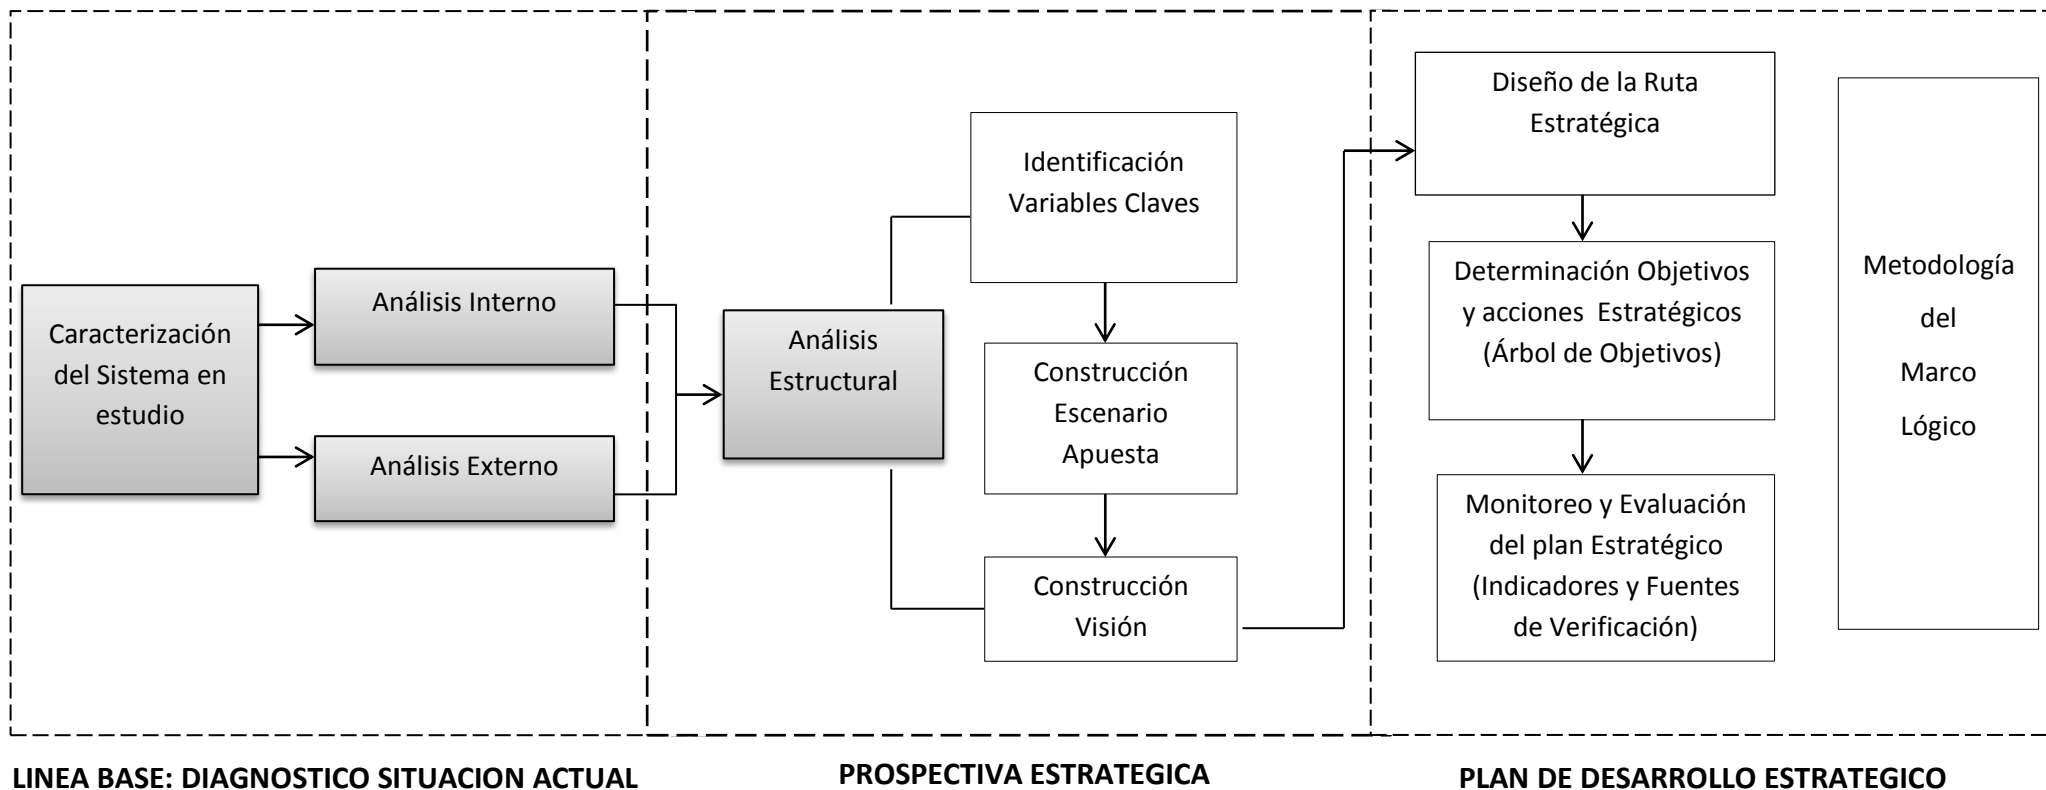 Caracterización
del Sistema en
estudio
Análisis Interno
Análisis Externo
Análisis
Estructural
Identificación
Variables Claves
Construcción
Escenario
Apuesta
Construcción
Visión
Diseño de la Ruta
Estratégica
Determinación Objetivos
y acciones Estratégicos
(Árbol de Objetivos)
Monitoreo y Evaluación
del plan Estratégico
(Indicadores y Fuentes
de Verificación)
Metodología
del
Marco
Lógico
LINEA BASE: DIAGNOSTICO SITUACION ACTUAL
PROSPECTIVA ESTRATEGICA
PLAN DE DESARROLLO ESTRATEGICO